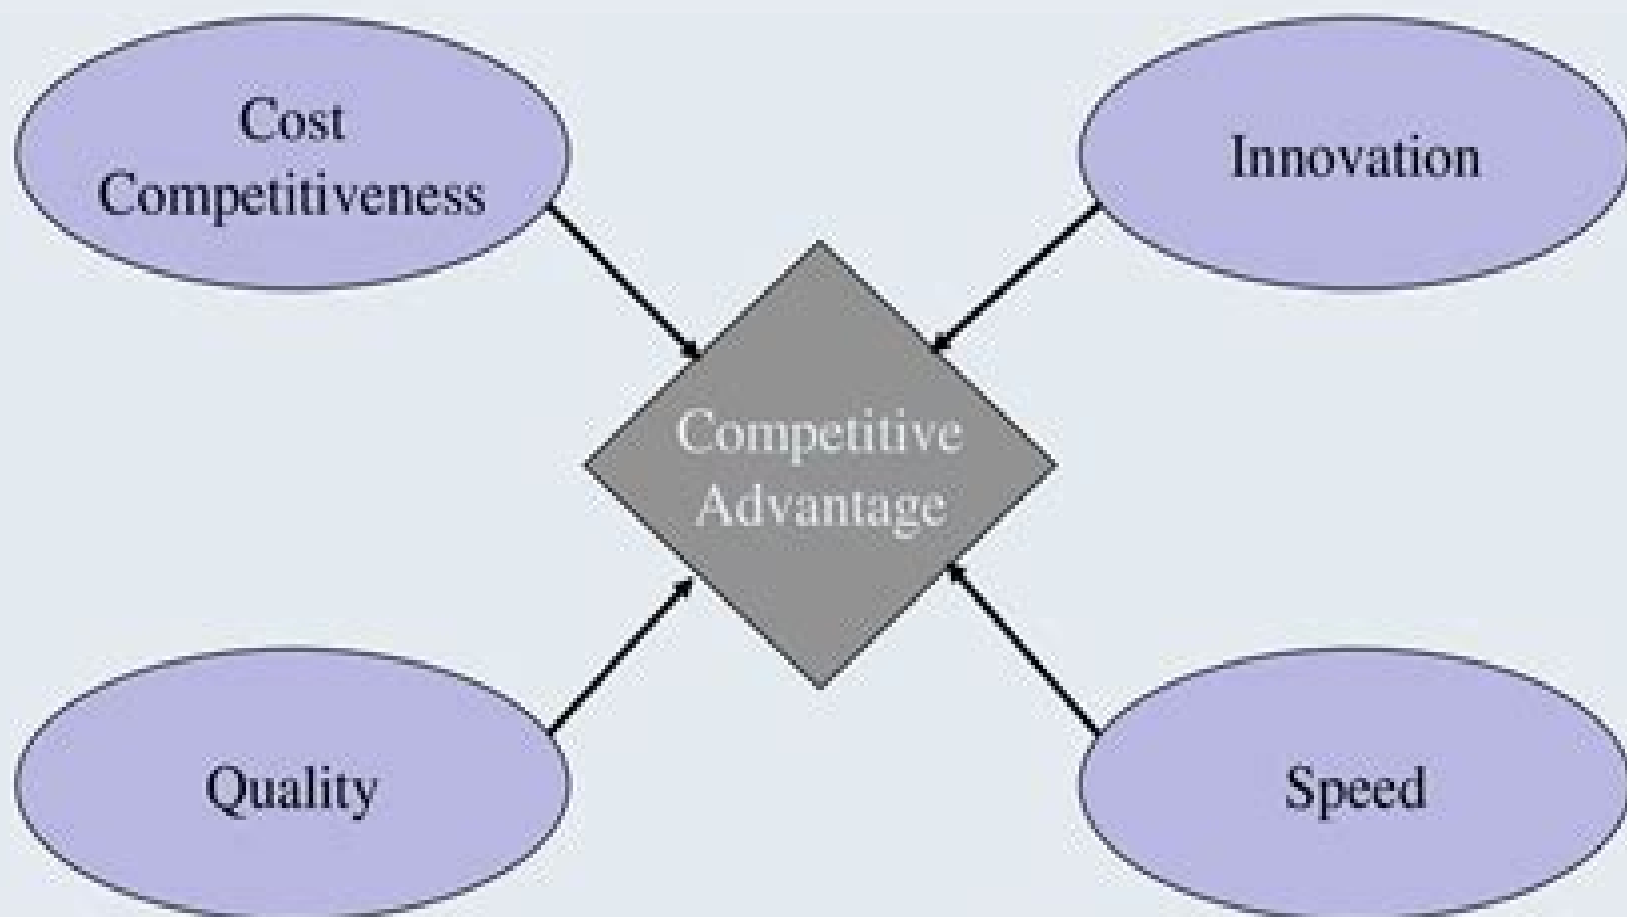 Cost
Competitiveness
Innovation
Competitive
Advantage
Quality
Speed